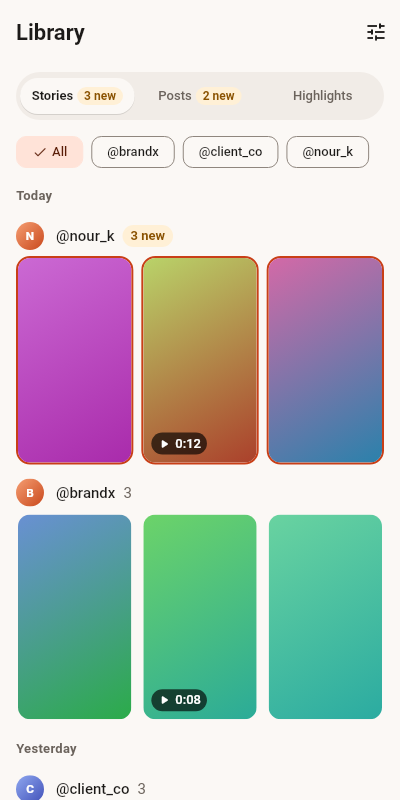 Library
Stories 3 new Posts 2 new Highlights
All @brandx @client_co @nour_k
Today
N @nour_k 3 new
0:12
B @brandx 3
0:08
Yesterday
C @client_co 3